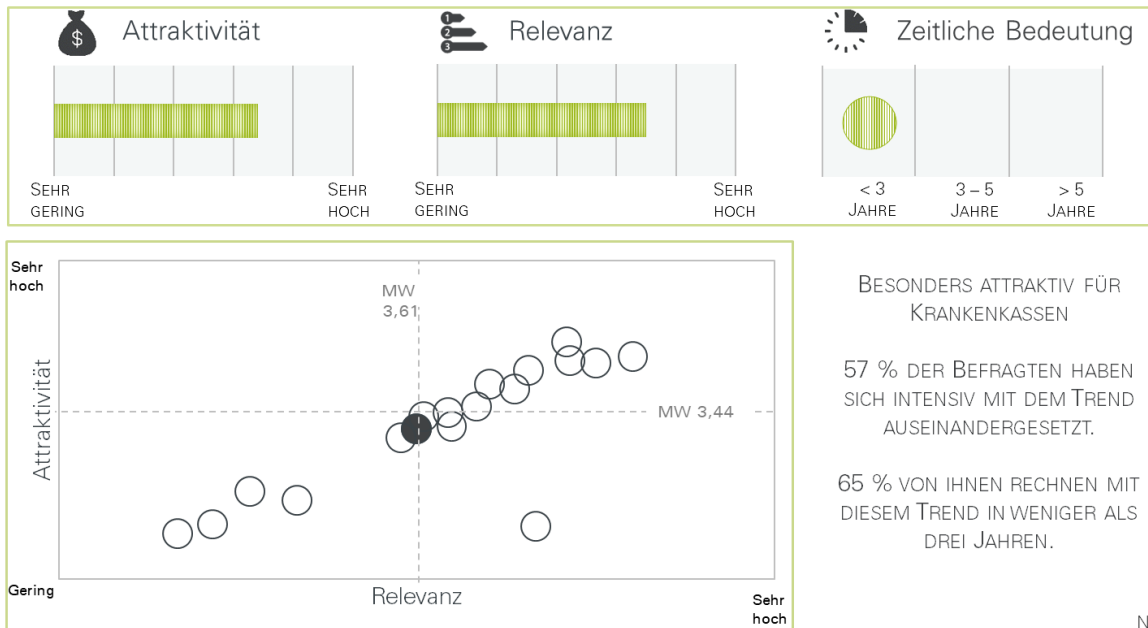 $
Attraktivität
SEHR GERING
SEHR HOCH
1
2
3
Relevanz
SEHR GERING
SEHR HOCH
Zeitliche Bedeutung
< 3 JAHRE
3 – 5 JAHRE
> 5 JAHRE
Sehr hoch
MW
3,61
Attraktivität
MW 3,44
Gering
Relevanz
Sehr hoch
BESONDERS ATTRAKTIV FÜR
KRANKENKASSEN
57 % DER BEFRAGTEN HABEN
SICH INTENSIV MIT DEM TREND
AUSEINANDERGESETZT.
65 % VON IHNEN RECHNEN MIT
DIESEM TREND IN WENIGER ALS
DREI JAHREN.